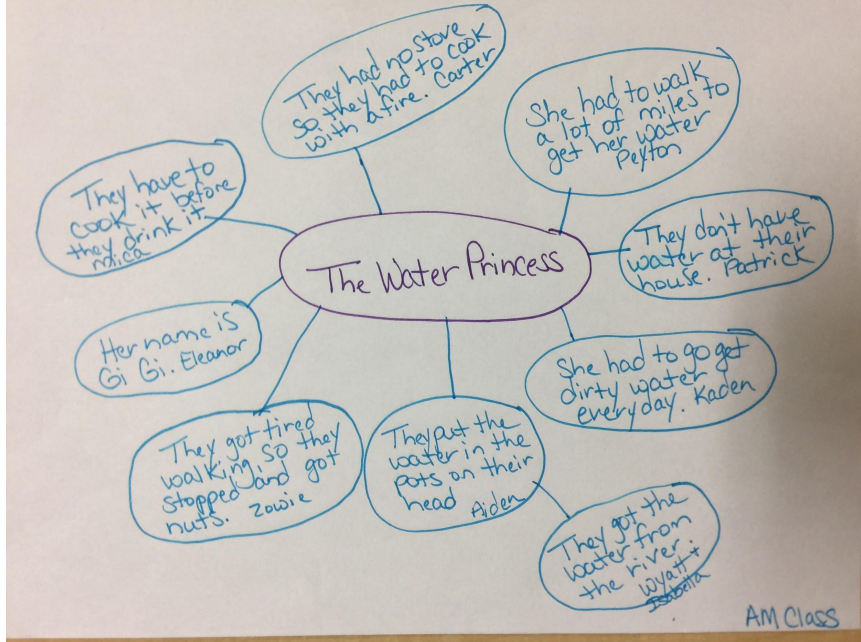 They had no stove
so they had to cook
with a fire. Carter
She had to walk
a lot of miles to
get her water
Peyton
They have to
cook it before
they drink it
Mica
The Water Princess
They don't have
water at their
house. Patrick
Her name is
Gi Gi. Eleanor
She had to go get
dirty water
everyday. Kaden
They got tired
walking, so they
stopped and got
nuts. Zowie
They put the
water in the
pots on their
head Aiden
They got the
water from
the river.
Wyatt +
Isabella
AM Class